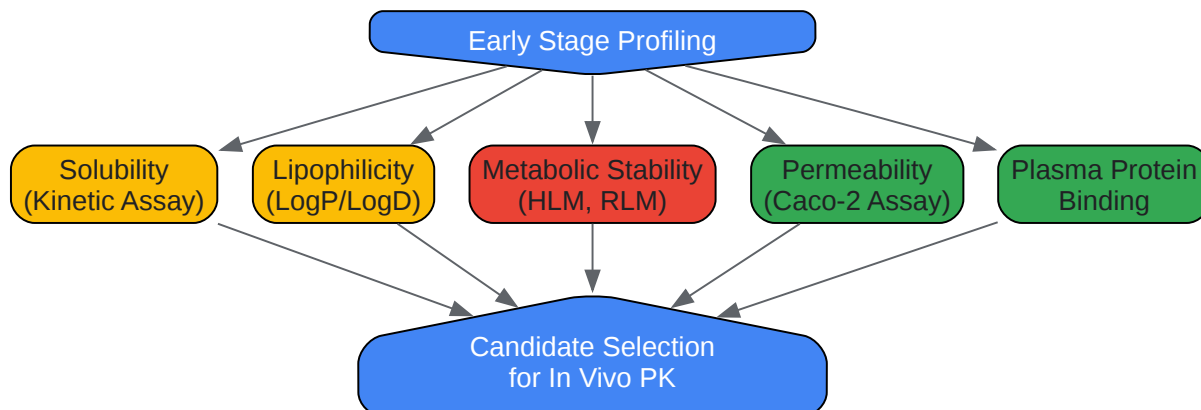 Early Stage Profiling
Solubility
(Kinetic Assay)
Lipophilicity
(LogP/LogD)
Metabolic Stability
(HLM, RLM)
Permeability
(Caco-2 Assay)
Plasma Protein
Binding
Candidate Selection
for In Vivo PK